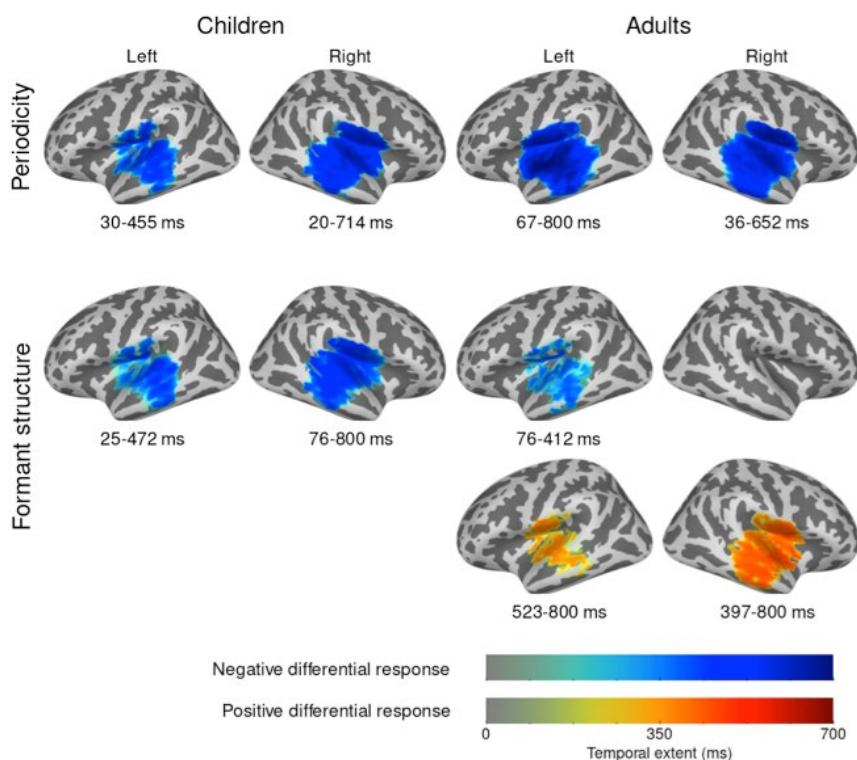 Children Adults
Left Right Left Right
Periodicity
30-455 ms 20-714 ms 67-800 ms 36-652 ms
Formant structure
25-472 ms 76-800 ms 76-412 ms
523-800 ms 397-800 ms
Negative differential response
Positive differential response
0 350 700
Temporal extent (ms)